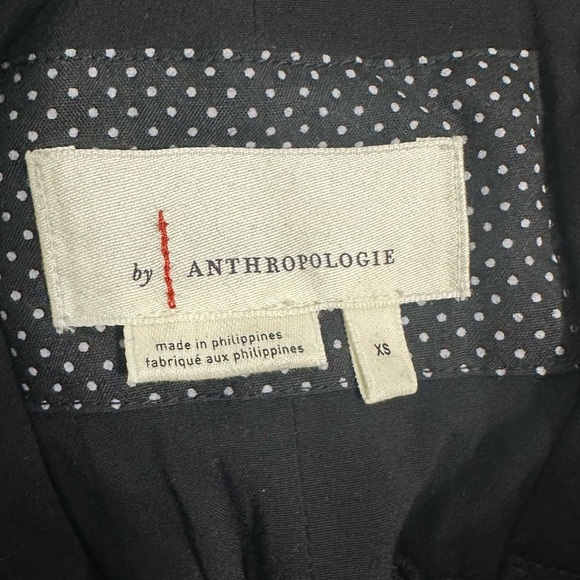 by ANTHROPOLOGIE
made in philippines
fabriqué aux philippines
XS